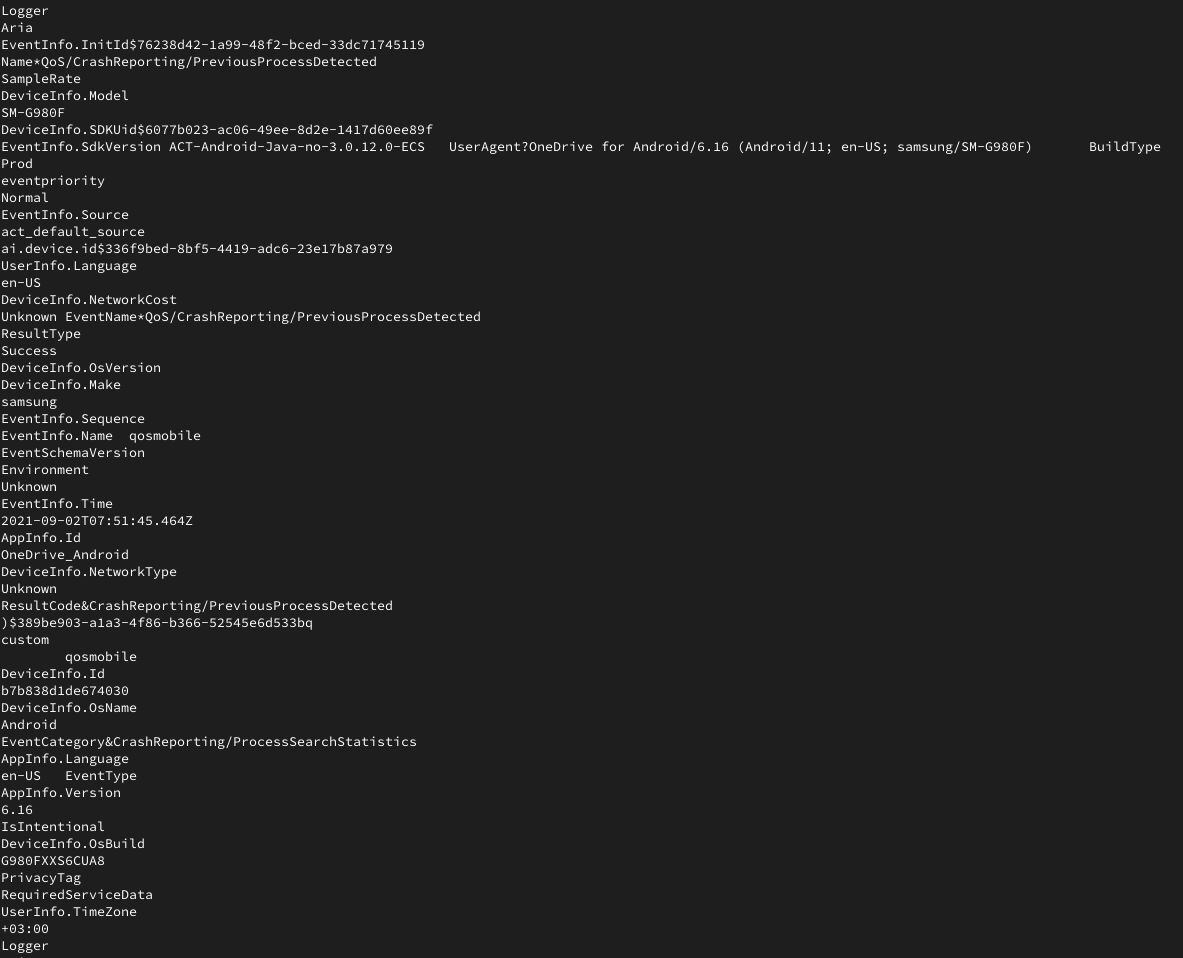 Logger
Aria
EventInfo.InitId$76238d42-1a99-48f2-bced-33dc71745119
Name*QoS/CrashReporting/PreviousProcessDetected
SampleRate
DeviceInfo.Model
SM-G980F
DeviceInfo.SDKUid$6077b023-ac06-49ee-8d2e-1417d60ee89f
EventInfo.SdkVersion ACT-Android-Java-no-3.0.12.0-ECS   UserAgent?OneDrive for Android/6.16 (Android/11; en-US; samsung/SM-G980F)       BuildType
Prod
eventpriority
Normal
EventInfo.Source
act_default_source
ai.device.id$336f9bed-8bf5-4419-adc6-23e17b87a979
UserInfo.Language
en-US
DeviceInfo.NetworkCost
Unknown EventName*QoS/CrashReporting/PreviousProcessDetected
ResultType
Success
DeviceInfo.OsVersion
DeviceInfo.Make
samsung
EventInfo.Sequence
EventInfo.Name  qosmobile
EventSchemaVersion
Environment
Unknown
EventInfo.Time
2021-09-02T07:51:45.464Z
AppInfo.Id
OneDrive_Android
DeviceInfo.NetworkType
Unknown
ResultCode&CrashReporting/PreviousProcessDetected
)$389be903-a1a3-4f86-b366-52545e6d533bq
custom
        qosmobile
DeviceInfo.Id
b7b838d1de674030
DeviceInfo.OsName
Android
EventCategory&CrashReporting/ProcessSearchStatistics
AppInfo.Language
en-US   EventType
AppInfo.Version
6.16
IsIntentional
DeviceInfo.OsBuild
G980FXXS6CUA8
PrivacyTag
RequiredServiceData
UserInfo.TimeZone
+03:00
Logger